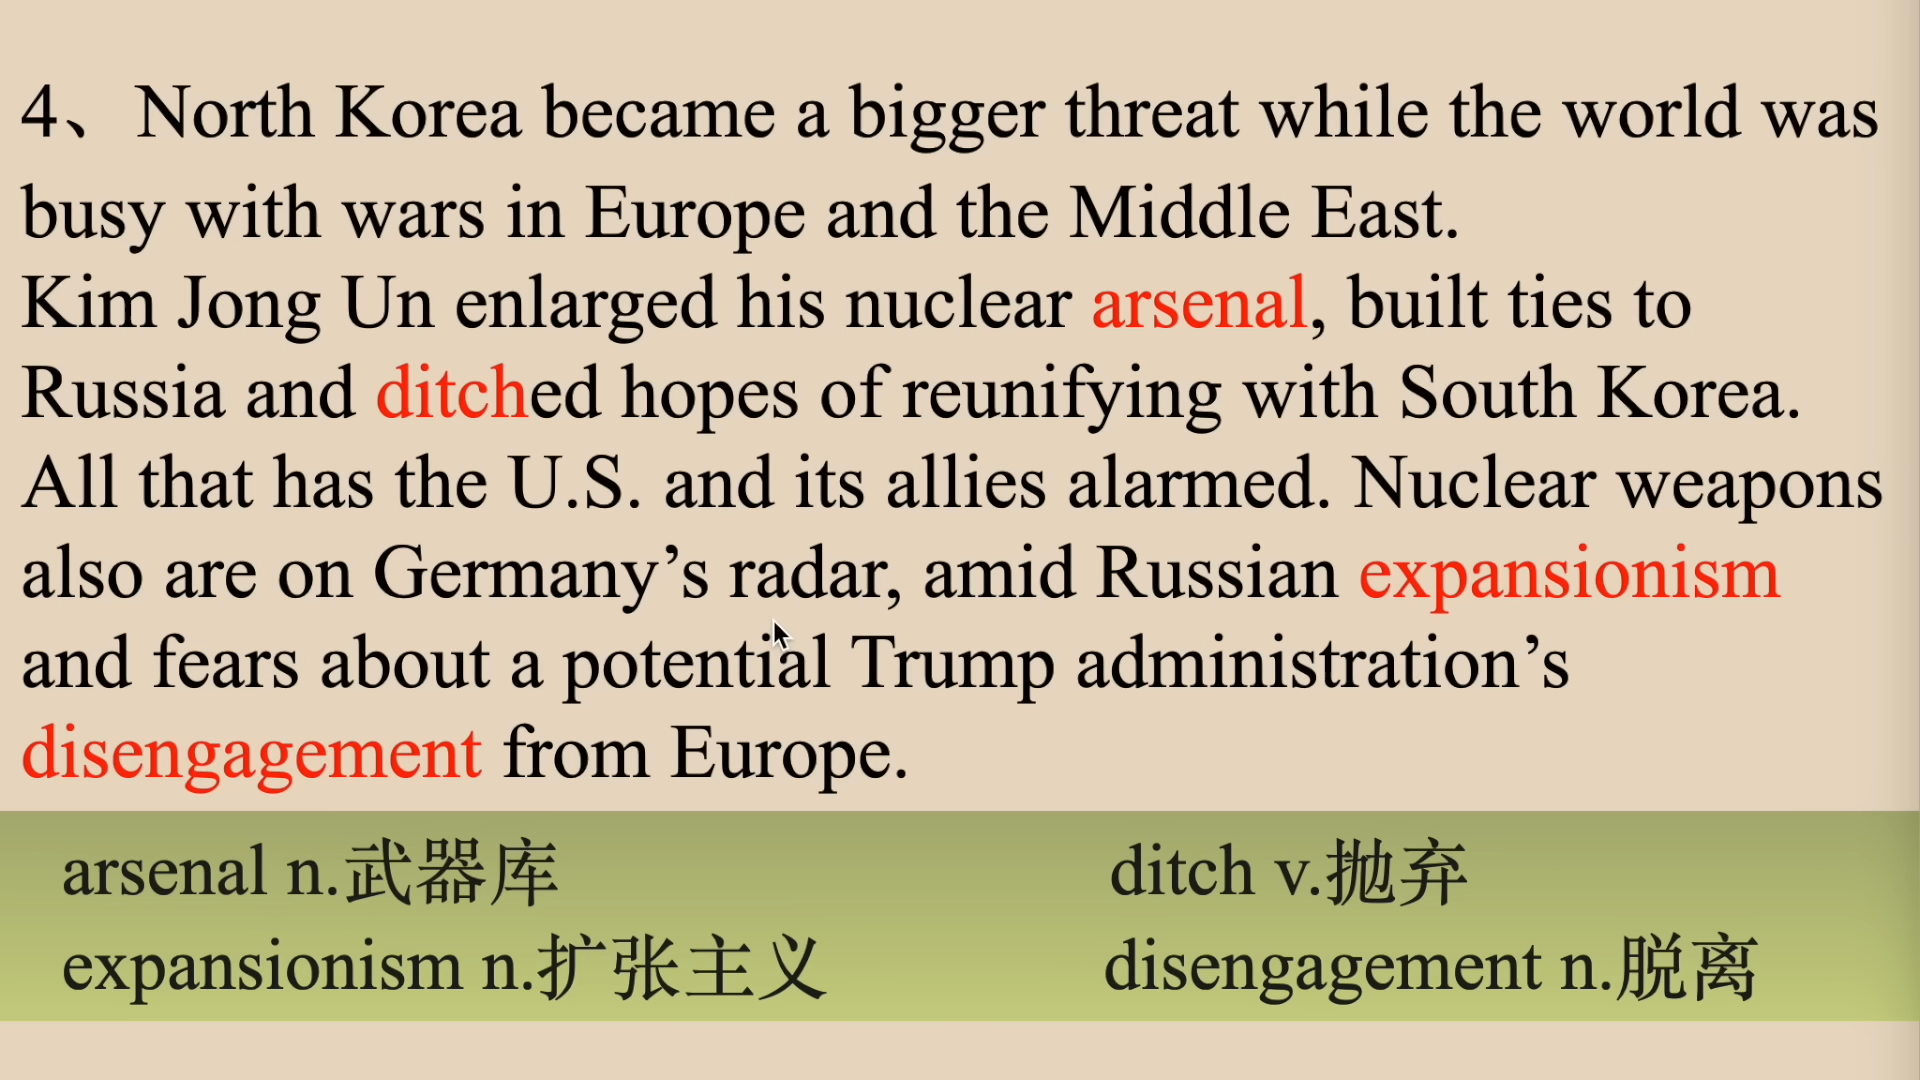 4、North Korea became a bigger threat while the world was
busy with wars in Europe and the Middle East.
Kim Jong Un enlarged his nuclear arsenal, built ties to
Russia and ditched hopes of reunifying with South Korea.
All that has the U.S. and its allies alarmed. Nuclear weapons
also are on Germany’s radar, amid Russian expansionism
and fears about a potential Trump administration’s
disengagement from Europe.
arsenal n.武器库 ditch v.抛弃
expansionism n.扩张主义 disengagement n.脱离